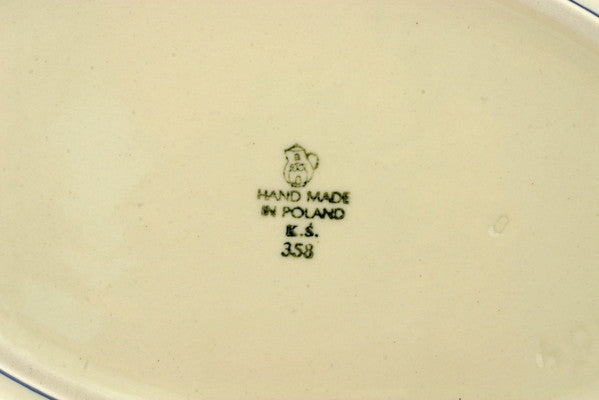 HAND MADE
IN POLAND
K.Ś.
358